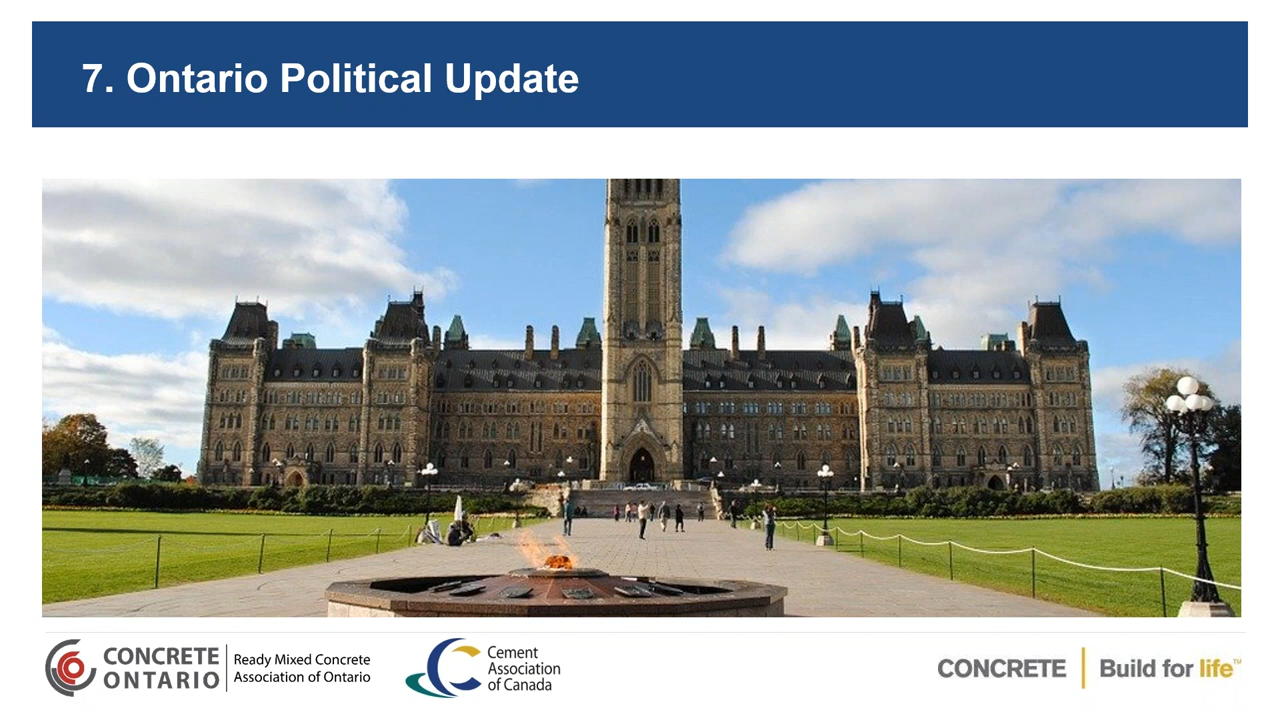 7. Ontario Political Update
CONCRETE
ONTARIO
Ready Mixed Concrete
Association of Ontario
Cement
Association
of Canada
CONCRETE | Build for life™